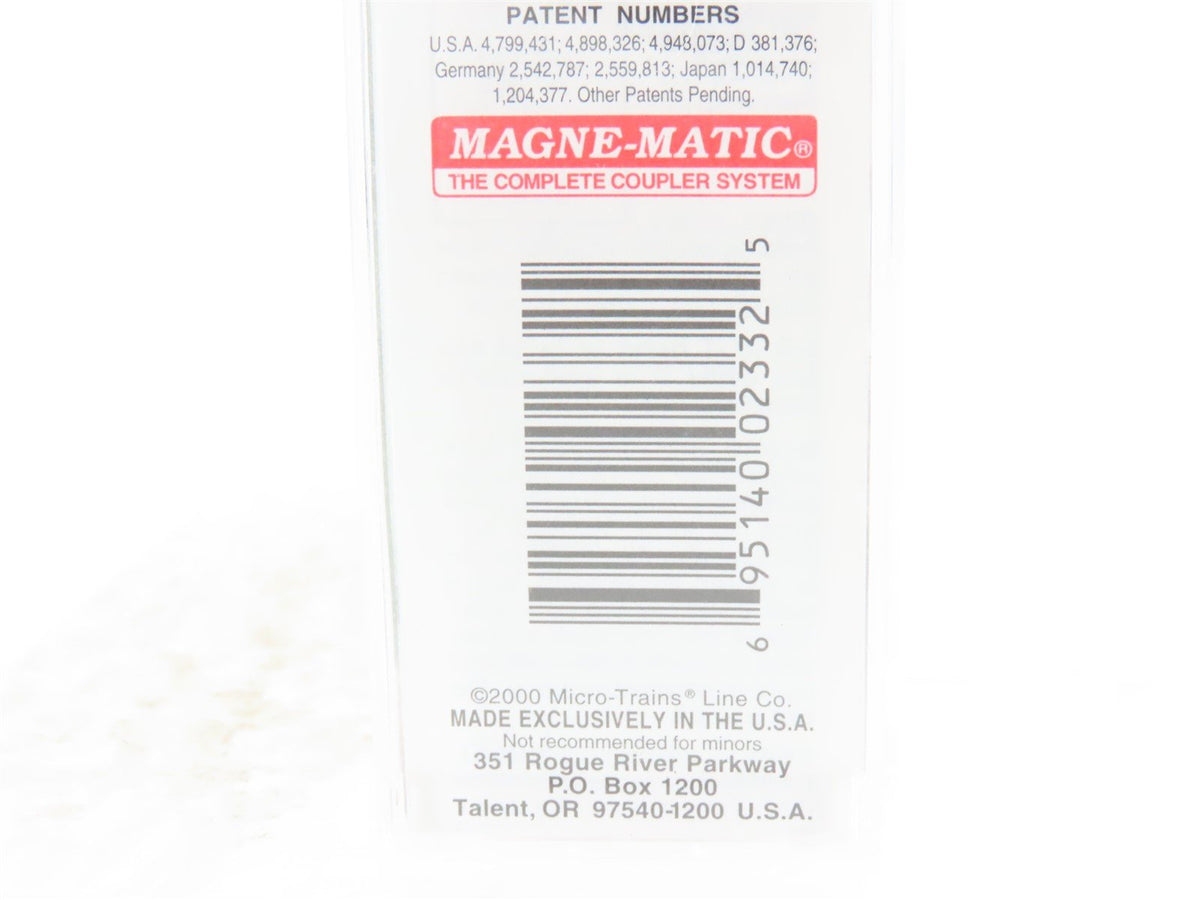 PATENT NUMBERS
U.S.A. 4,799,431; 4,898,326; 4,948,073; D 381,376;
Germany 2,542,787; 2,559,813; Japan 1,014,740;
1,204,377. Other Patents Pending.
MAGNE-MATIC®
THE COMPLETE COUPLER SYSTEM
6 95140 02332 5
©2000 Micro-Trains® Line Co.
MADE EXCLUSIVELY IN THE U.S.A.
Not recommended for minors
351 Rogue River Parkway
P.O. Box 1200
Talent, OR 97540-1200 U.S.A.